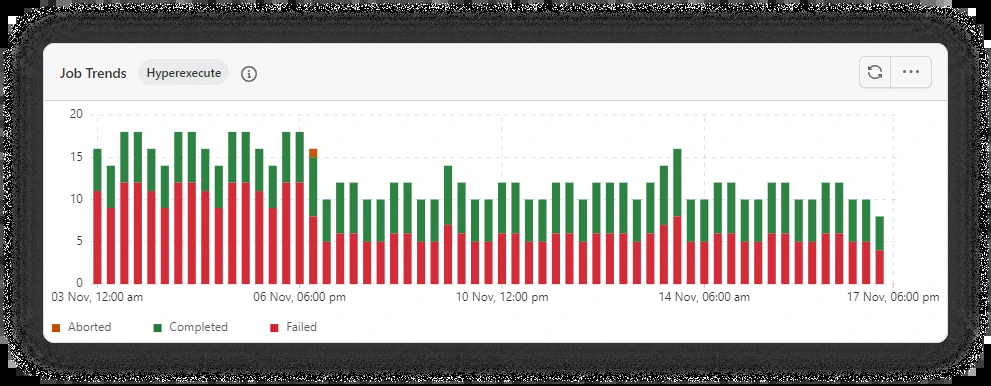 Job Trends Hyperexecute
20
15
10
5
0
03 Nov, 12:00 am 06 Nov, 06:00 pm 10 Nov, 12:00 pm 14 Nov, 06:00 am 17 Nov, 06:00 pm
Aborted Completed Failed